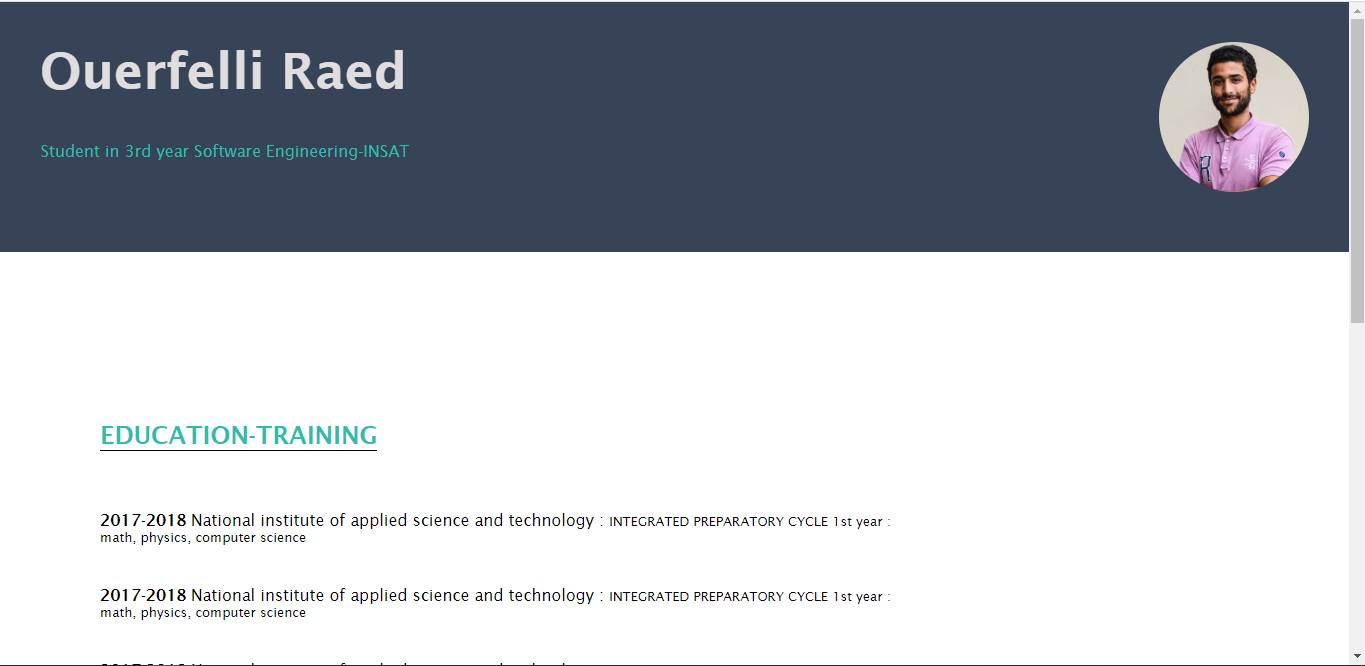 Ouerfelli Raed
Student in 3rd year Software Engineering-INSAT
EDUCATION-TRAINING
2017-2018 National institute of applied science and technology : INTEGRATED PREPARATORY CYCLE 1st year :
math, physics, computer science
2017-2018 National institute of applied science and technology : INTEGRATED PREPARATORY CYCLE 1st year :
math, physics, computer science